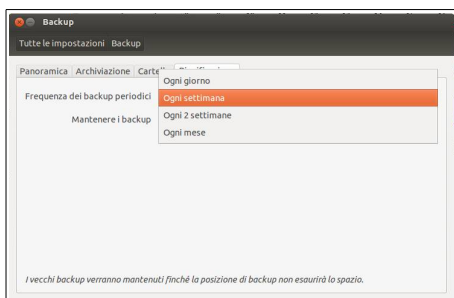 Backup
Tutte le impostazioni Backup
Panoramica Archiviazione
Frequenza dei backup periodici
Ogni giorno
Ogni settimana
Mantenere i backup
Ogni 2 settimane
Ogni mese
I vecchi backup verranno mantenuti finché la posizione di backup non esaurirà lo spazio.